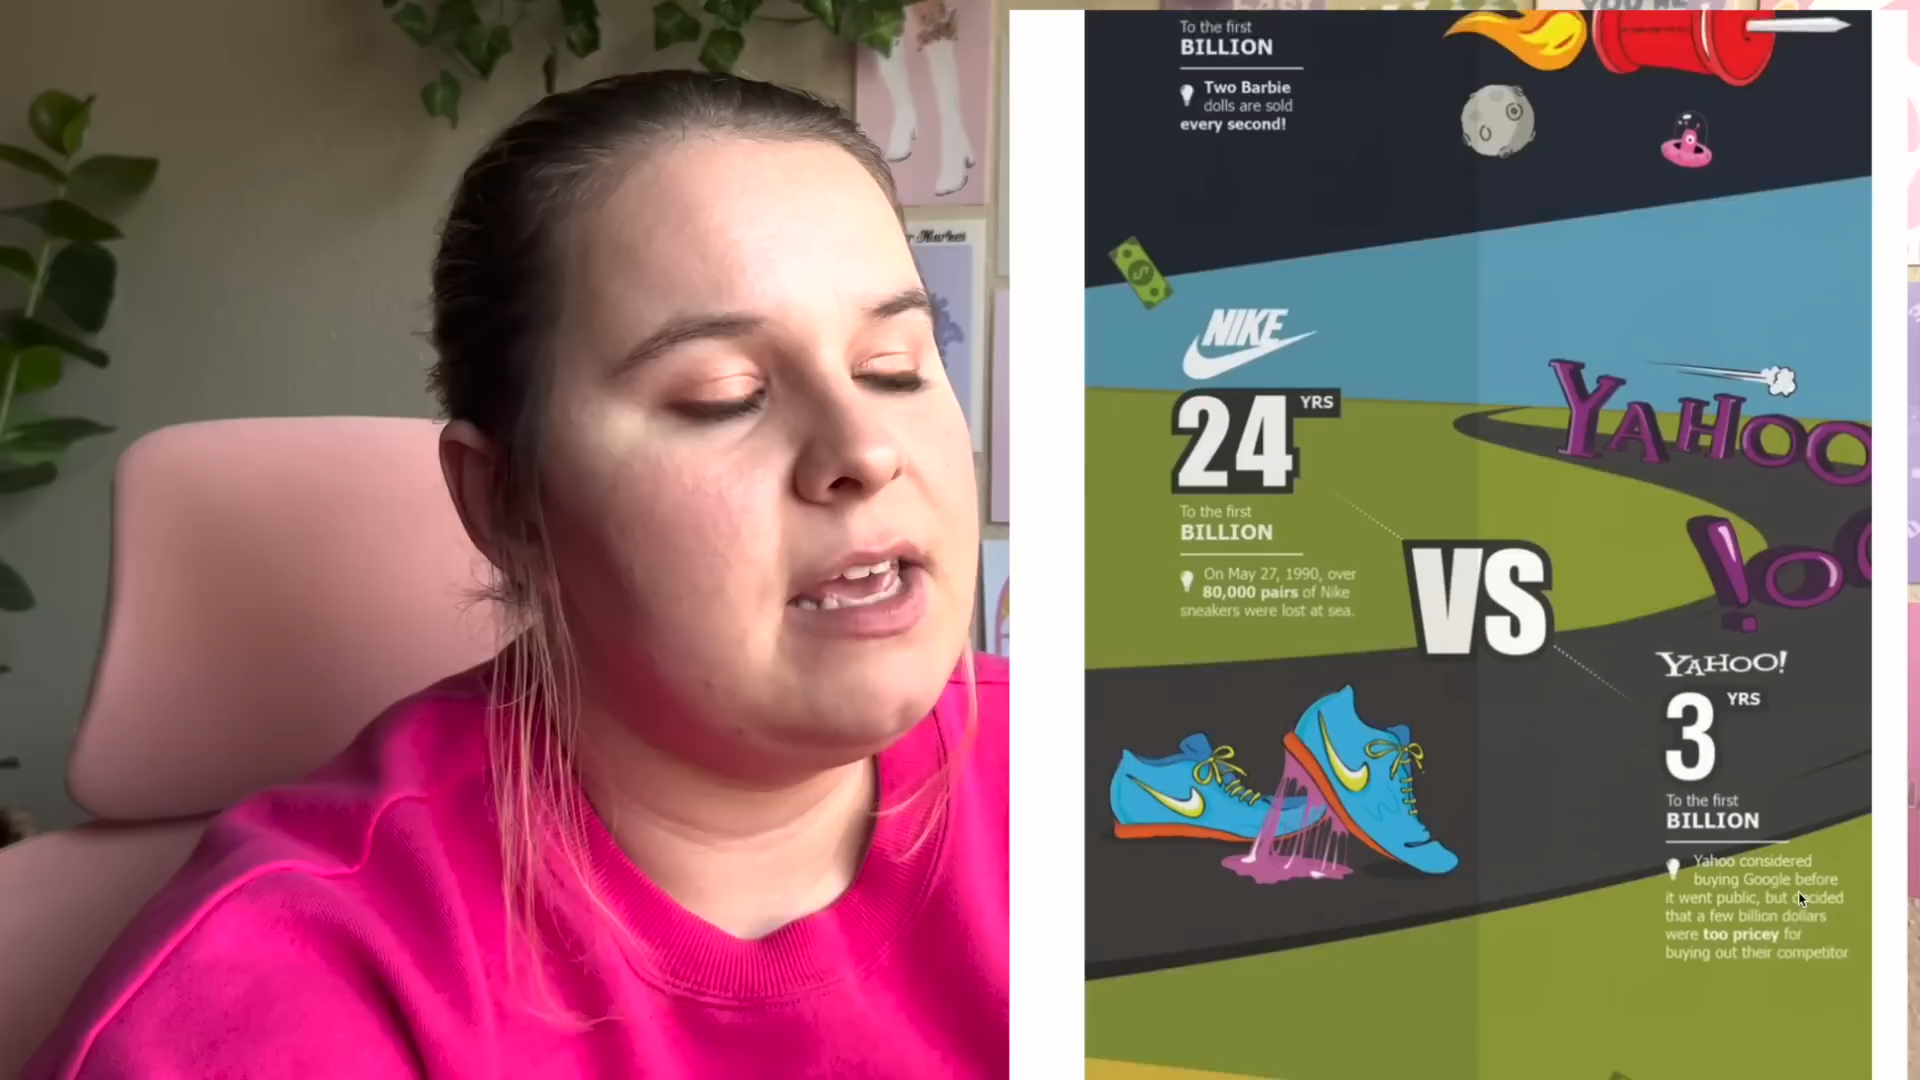 To the first
BILLION
Two Barbie
dolls are sold
every second!
r Market
NIKE
24 YRS
To the first
BILLION
On May 27, 1990, over
80,000 pairs of Nike
sneakers were lost at sea.
YAHOO
!
VS
YAHOO!
3 YRS
To the first
BILLION
Yahoo considered
buying Google before
it went public, but decided
that a few billion dollars
were too pricey for
buying out their competitor